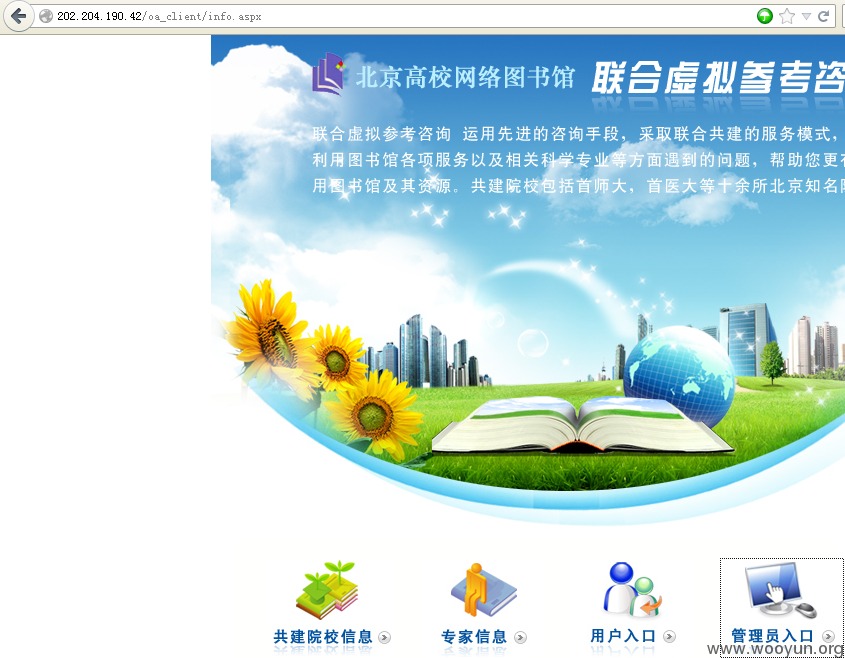 202.204.190.42/oa_client/info.aspx
北京高校网络图书馆 联合虚拟参考咨
联合虚拟参考咨询 运用先进的咨询手段，采取联合共建的服务模式，
利用图书馆各项服务以及相关科学专业等方面遇到的问题，帮助您更有
用图书馆及其资源。共建院校包括首师大，首医大等十余所北京知名院
共建院校信息 专家信息 用户入口 管理员入口
www.wooyun.org